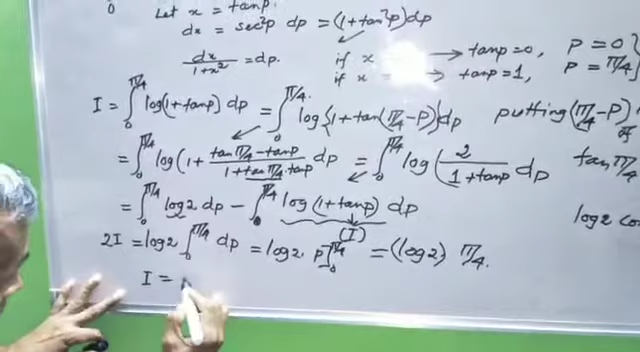 0
Let x = tanp.
dx = sec²p dp = (1+tan²p)dp
dx/1+x² = dp.
if x → tanp=0, p=0
if x = → tanp=1, p=π/4
I = ∫₀^π/4 log(1+tanp) dp = ∫₀^π/4. log{1+tan(π/4-p)}dp putting (π/4-p)
of
= ∫₀^π/4 log(1+ tanπ/4-tanp/1+tanπ/4.tanp dp = ∫₀^π/4 log(2/1+tanp) dp tan π/4
= ∫₀^π/4 log2 dp - ∫₀^π/4 log(1+tanp) dp log2
(I)
2I = log2 ∫₀^π/4 dp = log2. p]₀^π/4 = (log2) π/4.
I =